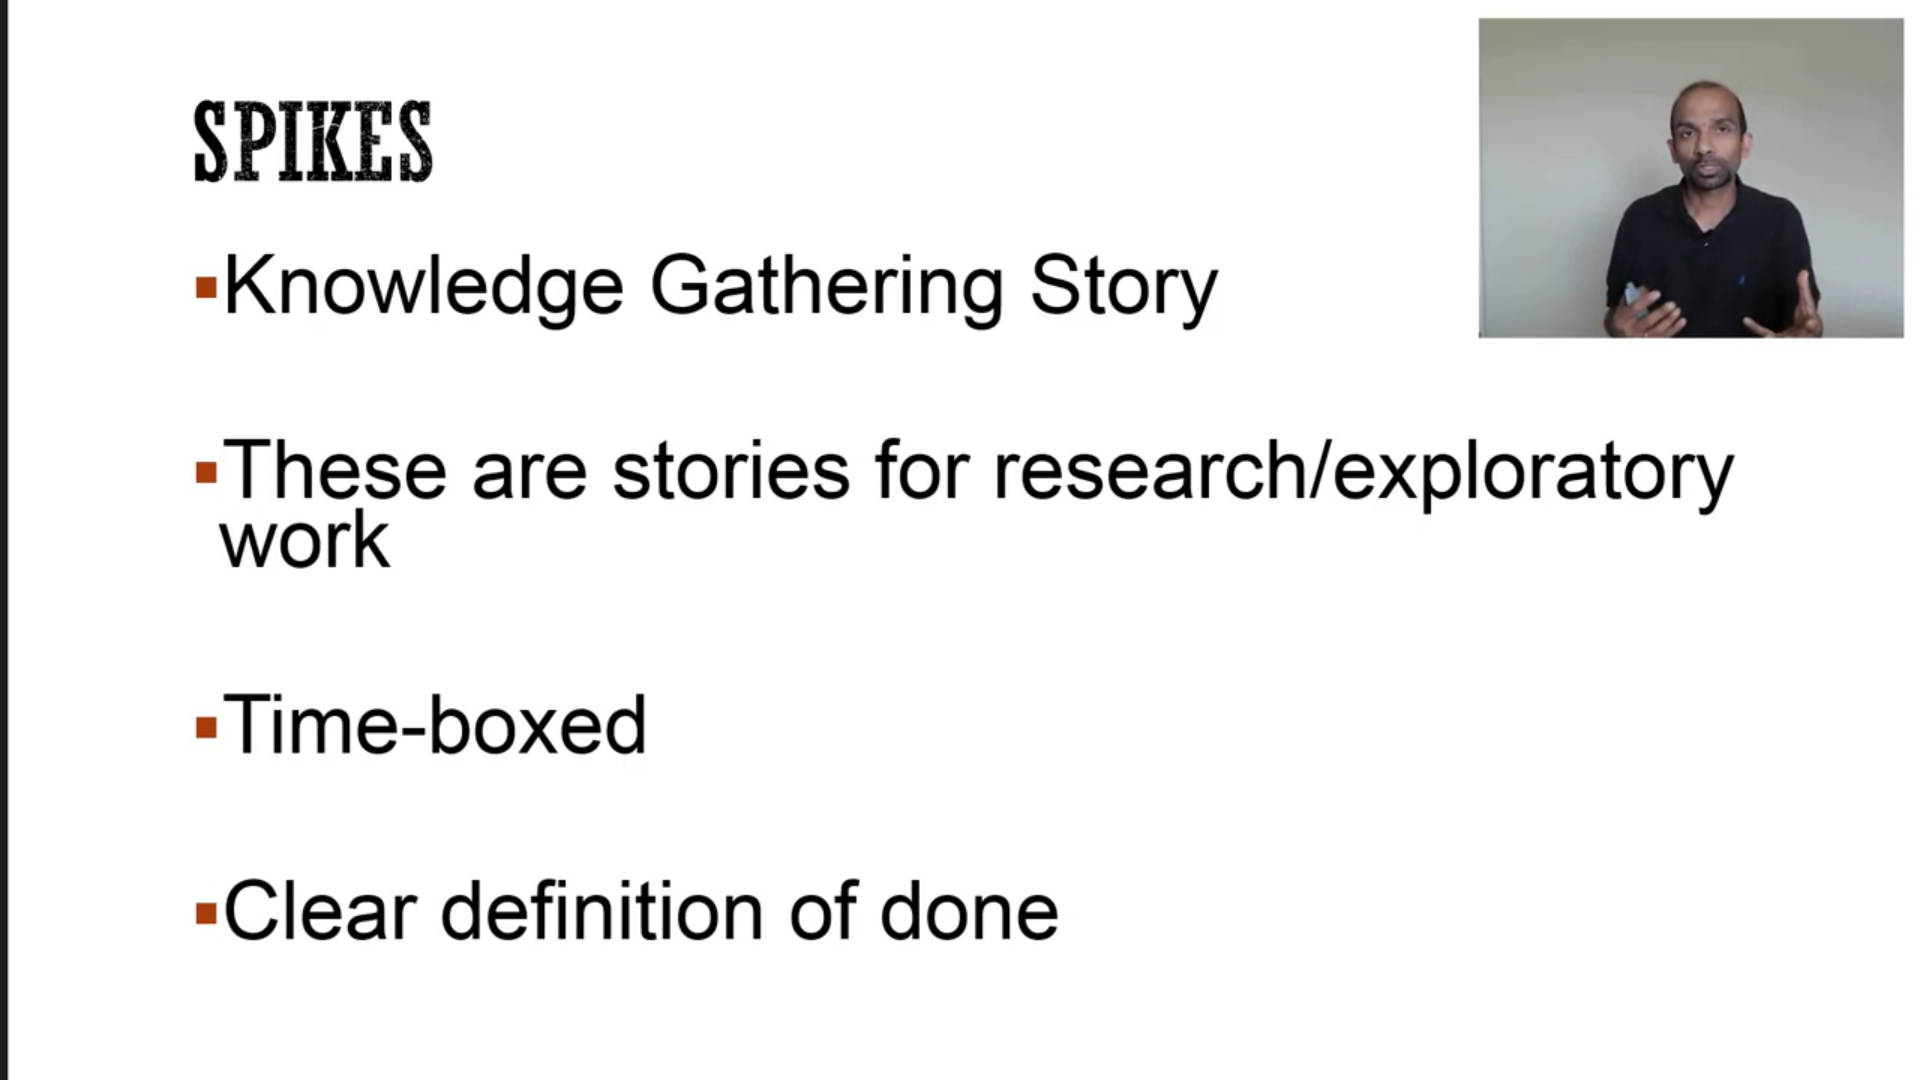 SPIKES
▪Knowledge Gathering Story
▪These are stories for research/exploratory
work
▪Time-boxed
▪Clear definition of done